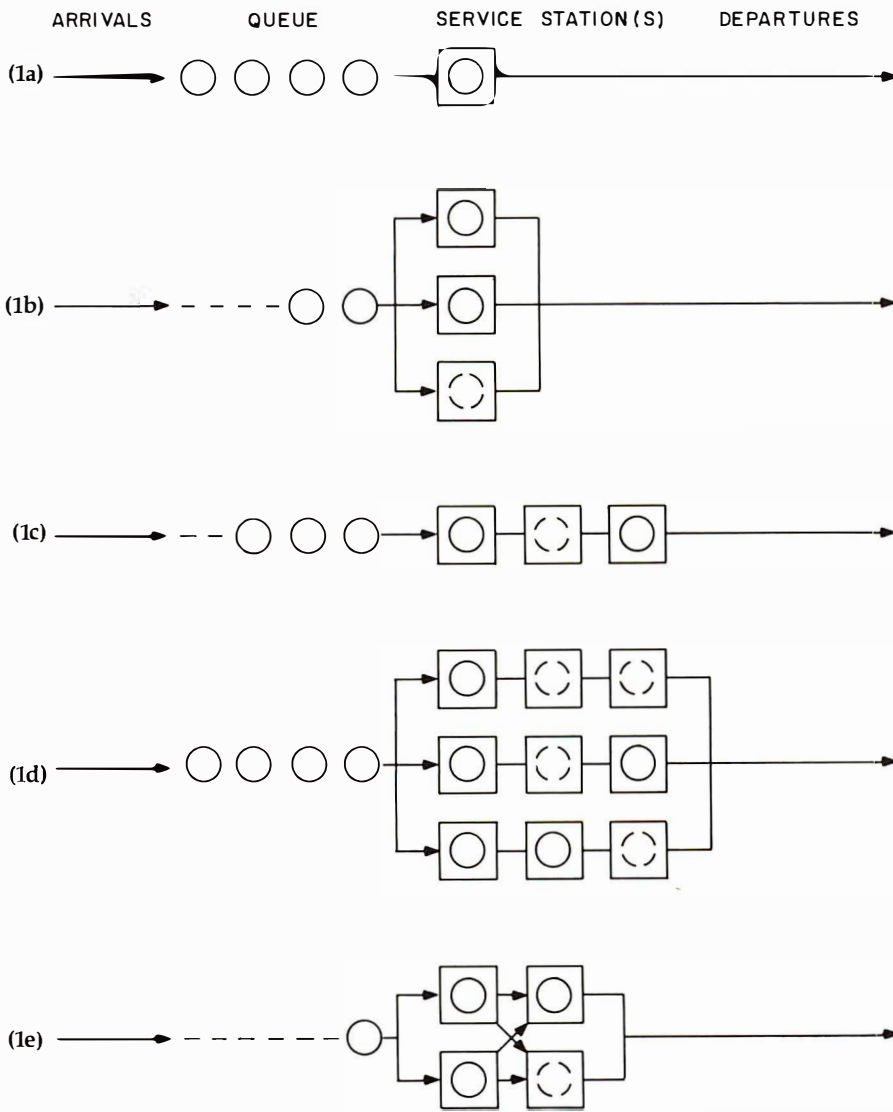 ARRIVALS QUEUE SERVICE STATION(S) DEPARTURES
(1a)
(1b)
(1c)
(1d)
(1e)